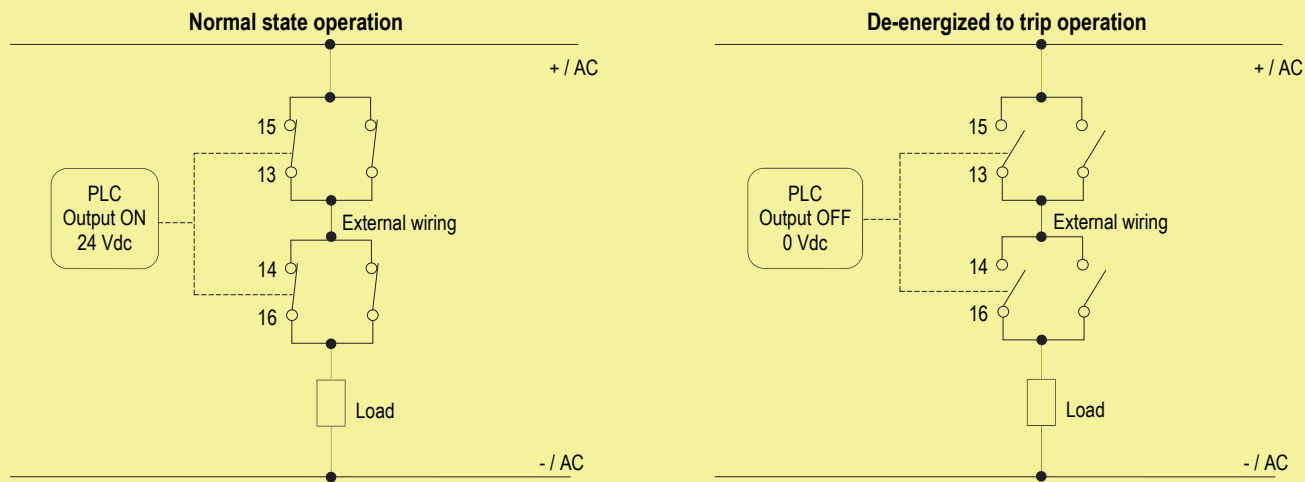 Normal state operation
+ / AC
15
13
PLC
Output ON
24 Vdc
External wiring
14
16
Load
- / AC
De-energized to trip operation
+ / AC
15
13
PLC
Output OFF
0 Vdc
External wiring
14
16
Load
- / AC